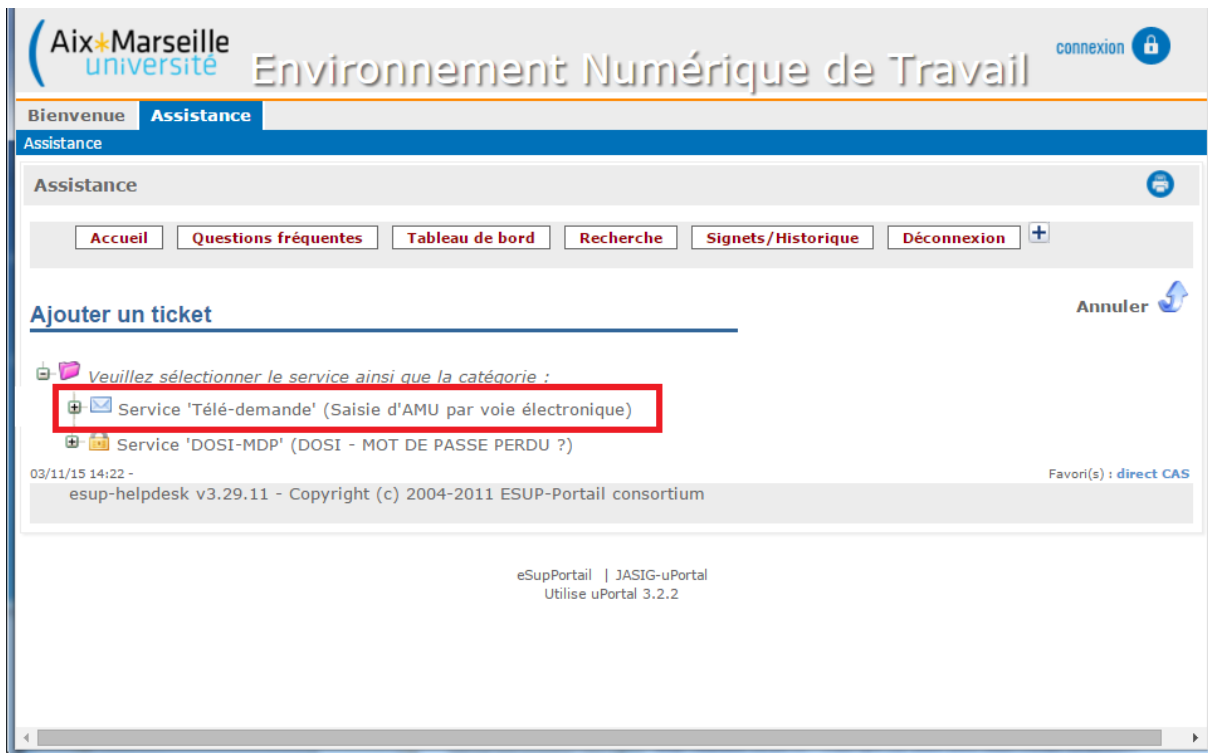 Aix*Marseille
université
Environnement Numérique de Travail
connexion
Bienvenue Assistance
Assistance
Assistance
Accueil Questions fréquentes Tableau de bord Recherche Signets/Historique Déconnexion
Ajouter un ticket
Annuler
Veuillez sélectionner le service ainsi que la catégorie :
Service 'Télé-demande' (Saisie d'AMU par voie électronique)
Service 'DOSI-MDP' (DOSI - MOT DE PASSE PERDU ?)
03/11/15 14:22 -
Favori(s) : direct CAS
esup-helpdesk v3.29.11 - Copyright (c) 2004-2011 ESUP-Portail consortium
eSupPortail | JASIG-uPortal
Utilise uPortal 3.2.2